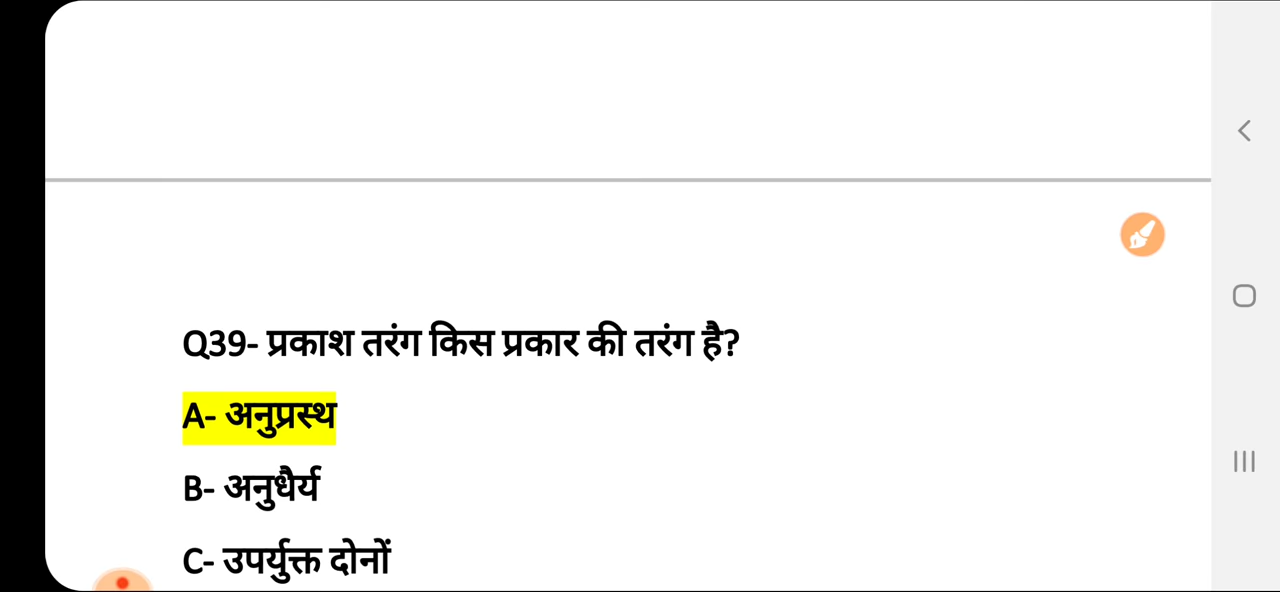 Q39- प्रकाश तरंग किस प्रकार की तरंग है?
A- अनुप्रस्थ
B- अनुधैर्य
C- उपर्युक्त दोनों